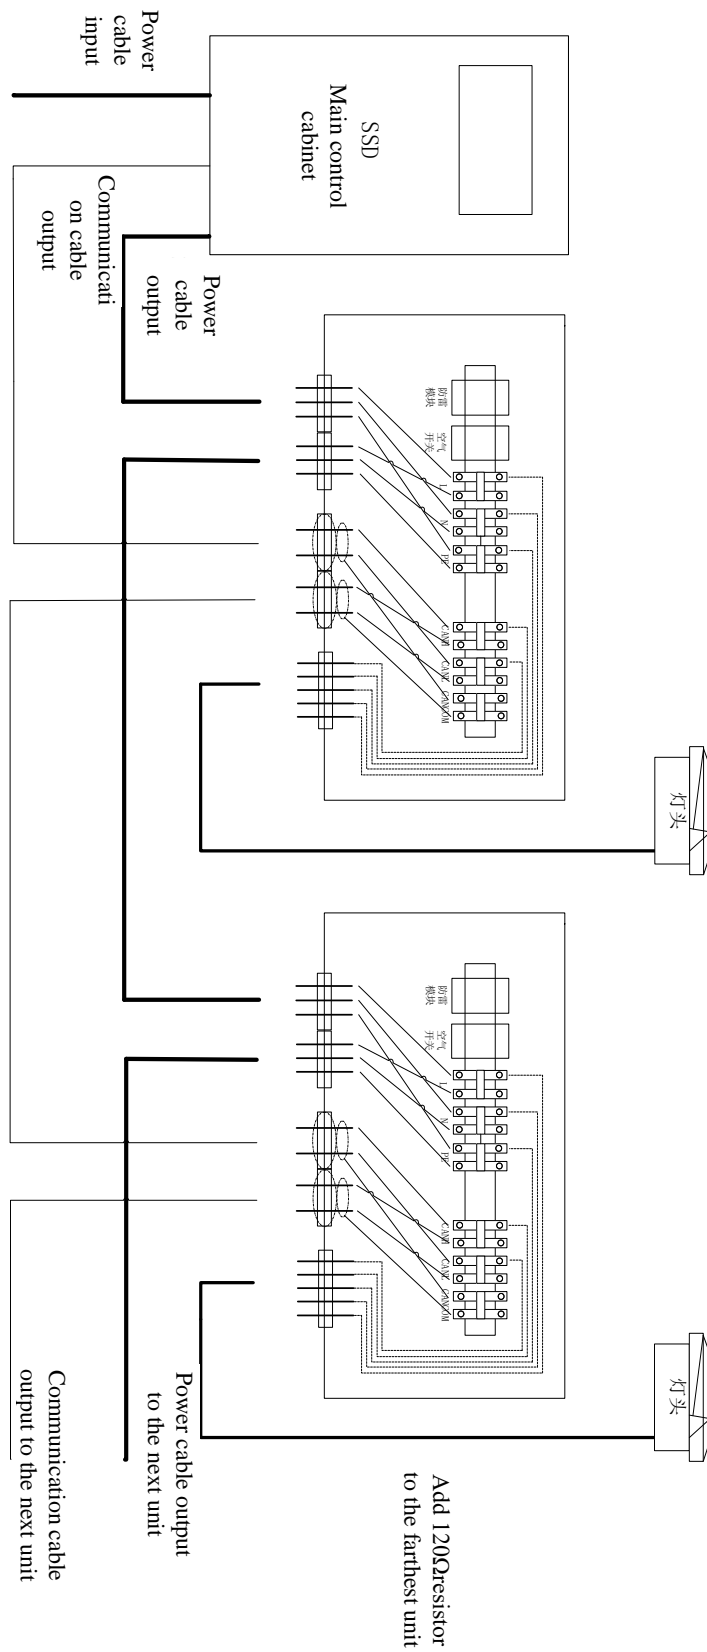 SSD
Main control
cabinet
Power
cable
input
Communicati
on cable
output
Power
cable
output
防雷
模块
空气
开关
L
N
PE
CANH
CANL
CANCOM
灯头
防雷
模块
空气
开关
L
N
PE
CANH
CANL
CANCOM
灯头
Add 120Ωresistor
to the farthest unit
Power cable output
to the next unit
Communication cable
output to the next unit